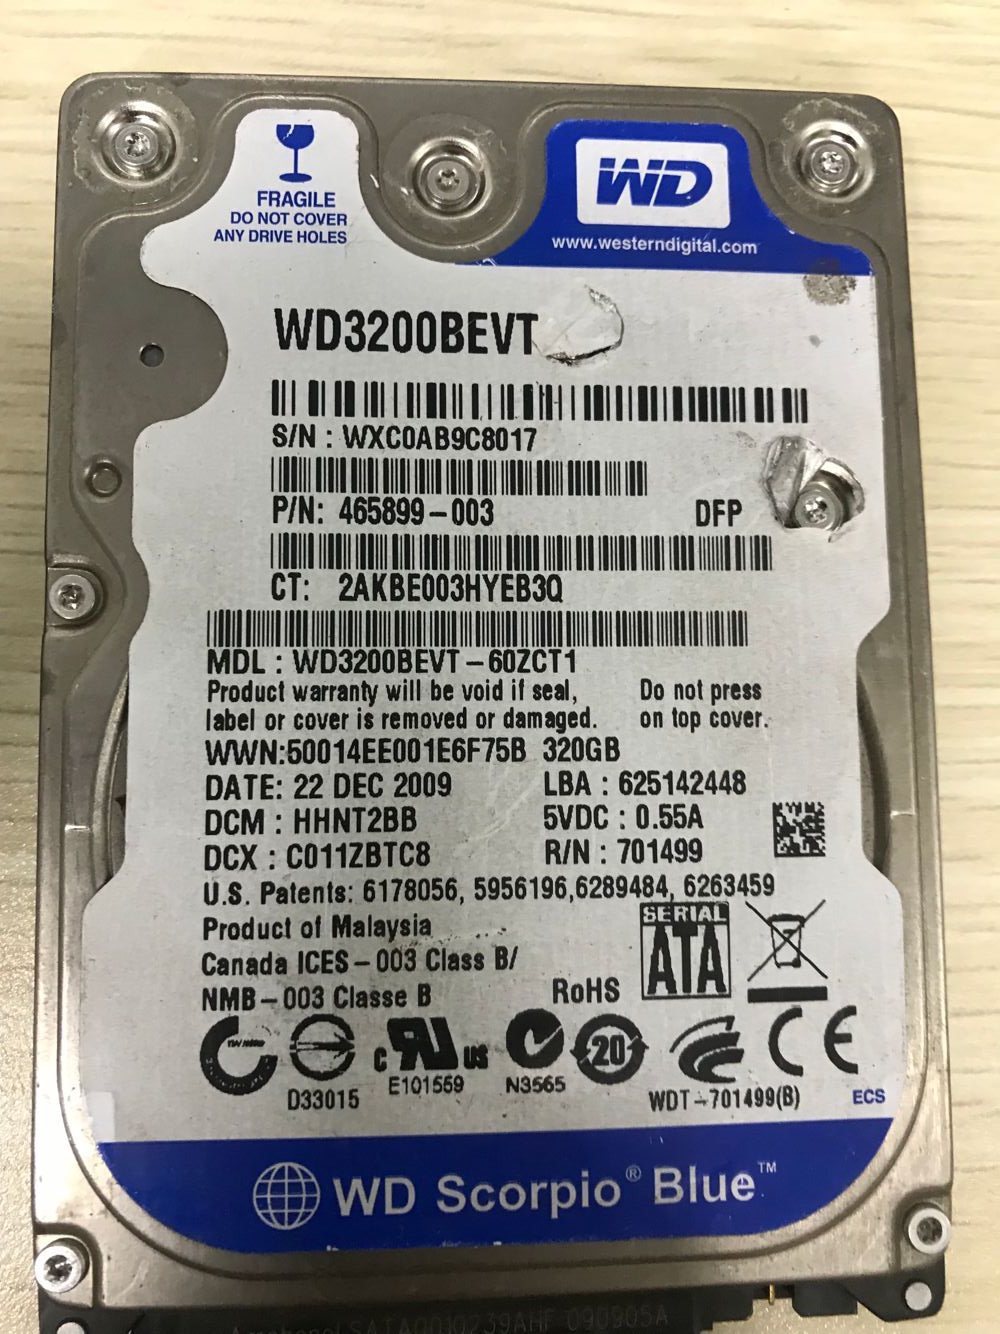 FRAGILE
DO NOT COVER
ANY DRIVE HOLES
WD
www.westerndigital.com
WD3200BEVT
S/N : WXC0AB9C8017
P/N: 465899-003 DFP
CT: 2AKBE003HYEB3Q
MDL : WD3200BEVT-60ZCT1
Product warranty will be void if seal, Do not press
label or cover is removed or damaged. on top cover.
WWN:50014EE001E6F75B 320GB
DATE: 22 DEC 2009 LBA : 625142448
DCM : HHNT2BB 5VDC : 0.55A
DCX : C011ZBTC8 R/N : 701499
U.S. Patents: 6178056, 5956196,6289484, 6263459
Product of Malaysia
Canada ICES-003 Class B/
NMB-003 Classe B RoHS
SERIAL
ATA
c RU us 20 CE
D33015 E101559 N3565 WDT-701499(B) ECS
WD Scorpio® Blue™
090905A